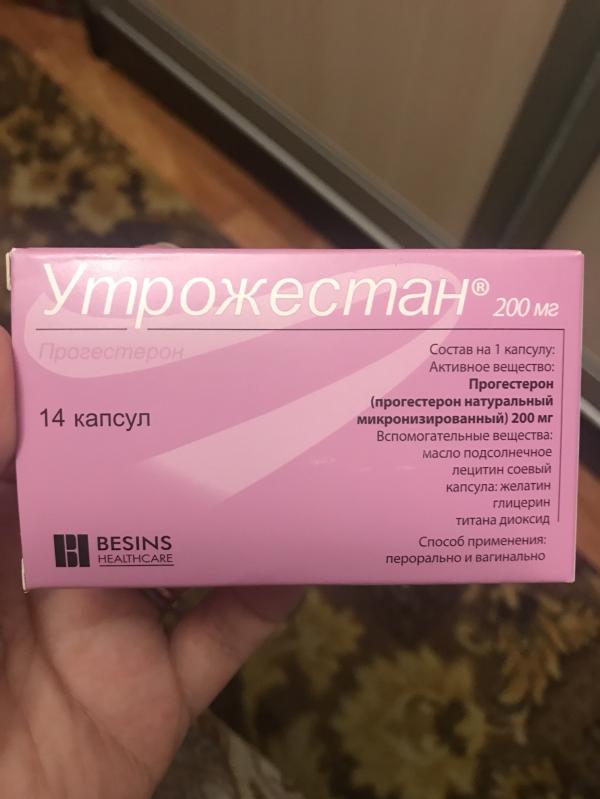 Утрожестан® 200 мг
Прогестерон
14 капсул
Состав на 1 капсулу:
Активное вещество:
Прогестерон
(прогестерон натуральный
микронизированный) 200 мг
Вспомогательные вещества:
масло подсолнечное
лецитин соевый
капсула: желатин
глицерин
титана диоксид
Способ применения:
перорально и вагинально
BESINS
HEALTHCARE